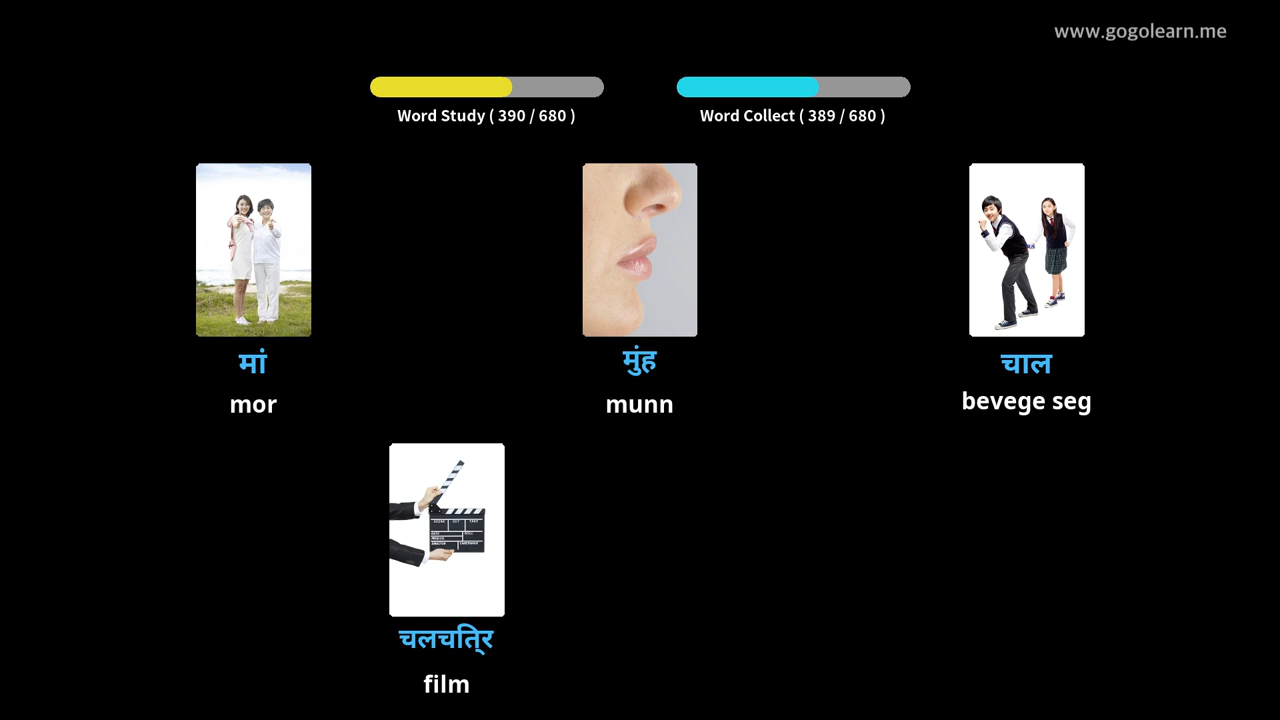 www.gogolearn.me
Word Study ( 390 / 680 )
Word Collect ( 389 / 680 )
मां
mor
मुंह
munn
चाल
bevege seg
चलचित्र
film